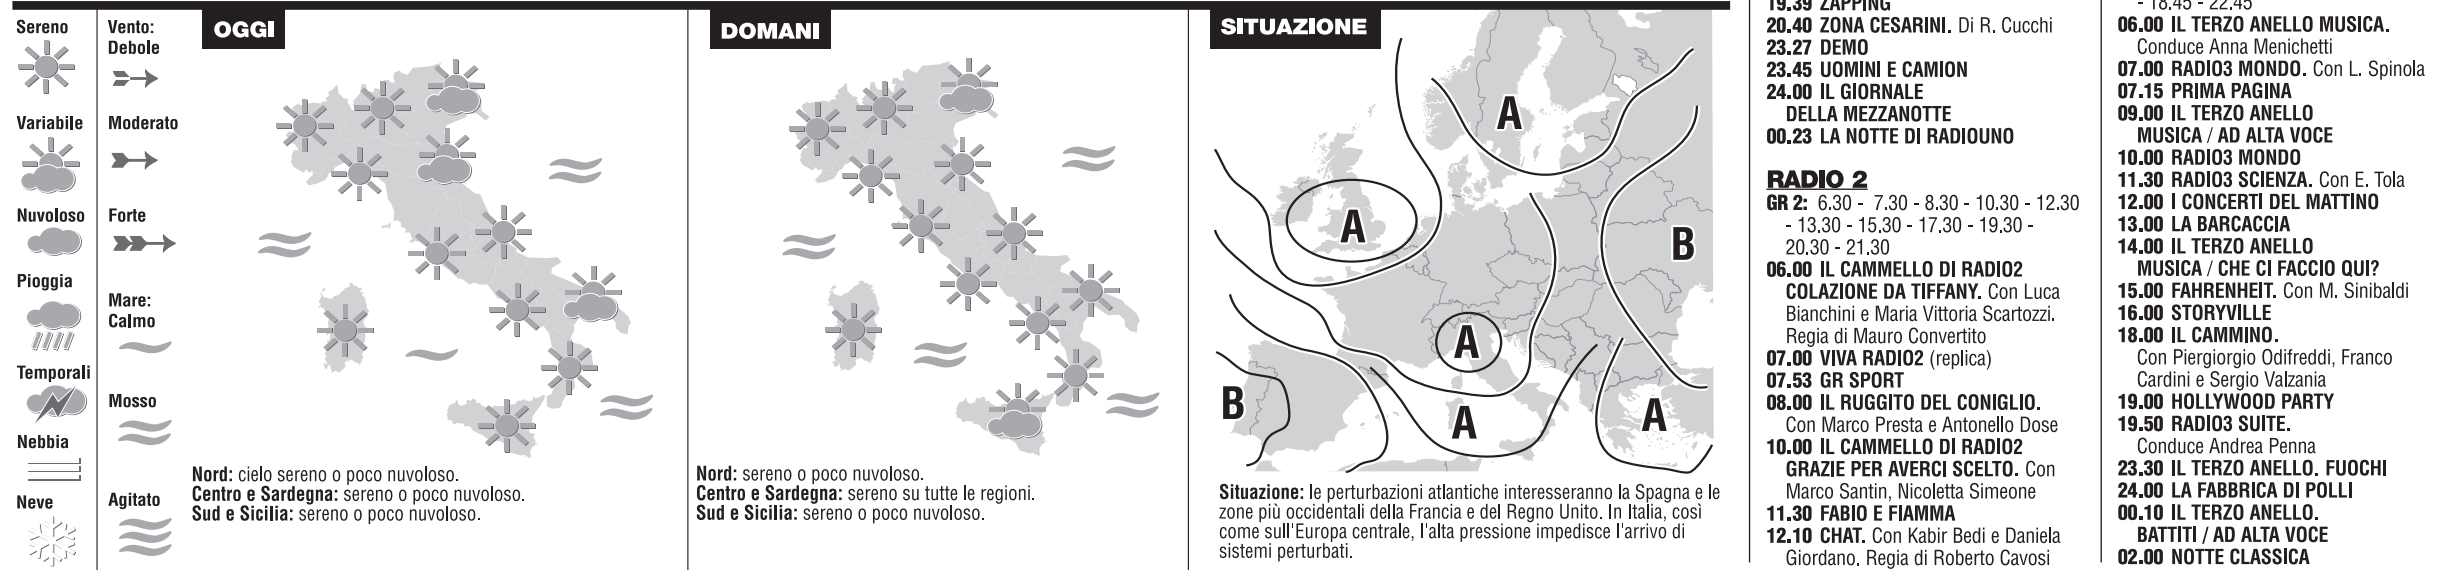 Sereno
Variabile
Nuvoloso
Pioggia
Temporali
Nebbia
Neve
Vento:
Debole
Moderato
Forte
Mare:
Calmo
Mosso
Agitato
OGGI
Nord: cielo sereno o poco nuvoloso.
Centro e Sardegna: sereno o poco nuvoloso.
Sud e Sicilia: sereno o poco nuvoloso.
DOMANI
Nord: sereno o poco nuvoloso.
Centro e Sardegna: sereno su tutte le regioni.
Sud e Sicilia: sereno o poco nuvoloso.
SITUAZIONE
A
A
B
A
B
A
A
Situazione: le perturbazioni atlantiche interesseranno la Spagna e le
zone più occidentali della Francia e del Regno Unito. In Italia, così
come sull'Europa centrale, l'alta pressione impedisce l'arrivo di
sistemi perturbati.
19.39 ZAPPING
20.40 ZONA CESARINI. Di R. Cucchi
23.27 DEMO
23.45 UOMINI E CAMION
24.00 IL GIORNALE
DELLA MEZZANOTTE
00.23 LA NOTTE DI RADIOUNO
RADIO 2
GR 2: 6.30 - 7.30 - 8.30 - 10.30 - 12.30
- 13.30 - 15.30 - 17.30 - 19.30 -
20.30 - 21.30
06.00 IL CAMMELLO DI RADIO2
COLAZIONE DA TIFFANY. Con Luca
Bianchini e Maria Vittoria Scartozzi.
Regia di Mauro Convertito
07.00 VIVA RADIO2 (replica)
07.53 GR SPORT
08.00 IL RUGGITO DEL CONIGLIO.
Con Marco Presta e Antonello Dose
10.00 IL CAMMELLO DI RADIO2
GRAZIE PER AVERCI SCELTO. Con
Marco Santin, Nicoletta Simeone
11.30 FABIO E FIAMMA
12.10 CHAT. Con Kabir Bedi e Daniela
Giordano. Regia di Roberto Cavosi
- 18.45 - 22.45
06.00 IL TERZO ANELLO MUSICA.
Conduce Anna Menichetti
07.00 RADIO3 MONDO. Con L. Spinola
07.15 PRIMA PAGINA
09.00 IL TERZO ANELLO
MUSICA / AD ALTA VOCE
10.00 RADIO3 MONDO
11.30 RADIO3 SCIENZA. Con E. Tola
12.00 I CONCERTI DEL MATTINO
13.00 LA BARCACCIA
14.00 IL TERZO ANELLO
MUSICA / CHE CI FACCIO QUI?
15.00 FAHRENHEIT. Con M. Sinibaldi
16.00 STORYVILLE
18.00 IL CAMMINO.
Con Piergiorgio Odifreddi, Franco
Cardini e Sergio Valzania
19.00 HOLLYWOOD PARTY
19.50 RADIO3 SUITE.
Conduce Andrea Penna
23.30 IL TERZO ANELLO. FUOCHI
24.00 LA FABBRICA DI POLLI
00.10 IL TERZO ANELLO.
BATTITI / AD ALTA VOCE
02.00 NOTTE CLASSICA